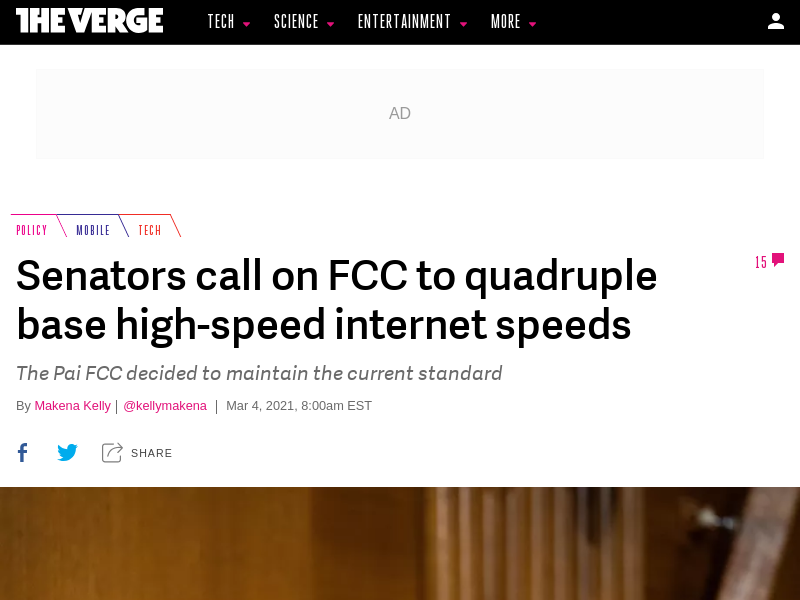 THE VERGE TECH SCIENCE ENTERTAINMENT MORE
AD
POLICY MOBILE TECH
Senators call on FCC to quadruple
base high-speed internet speeds
15
The Pai FCC decided to maintain the current standard
By Makena Kelly | @kellymakena | Mar 4, 2021, 8:00am EST
SHARE